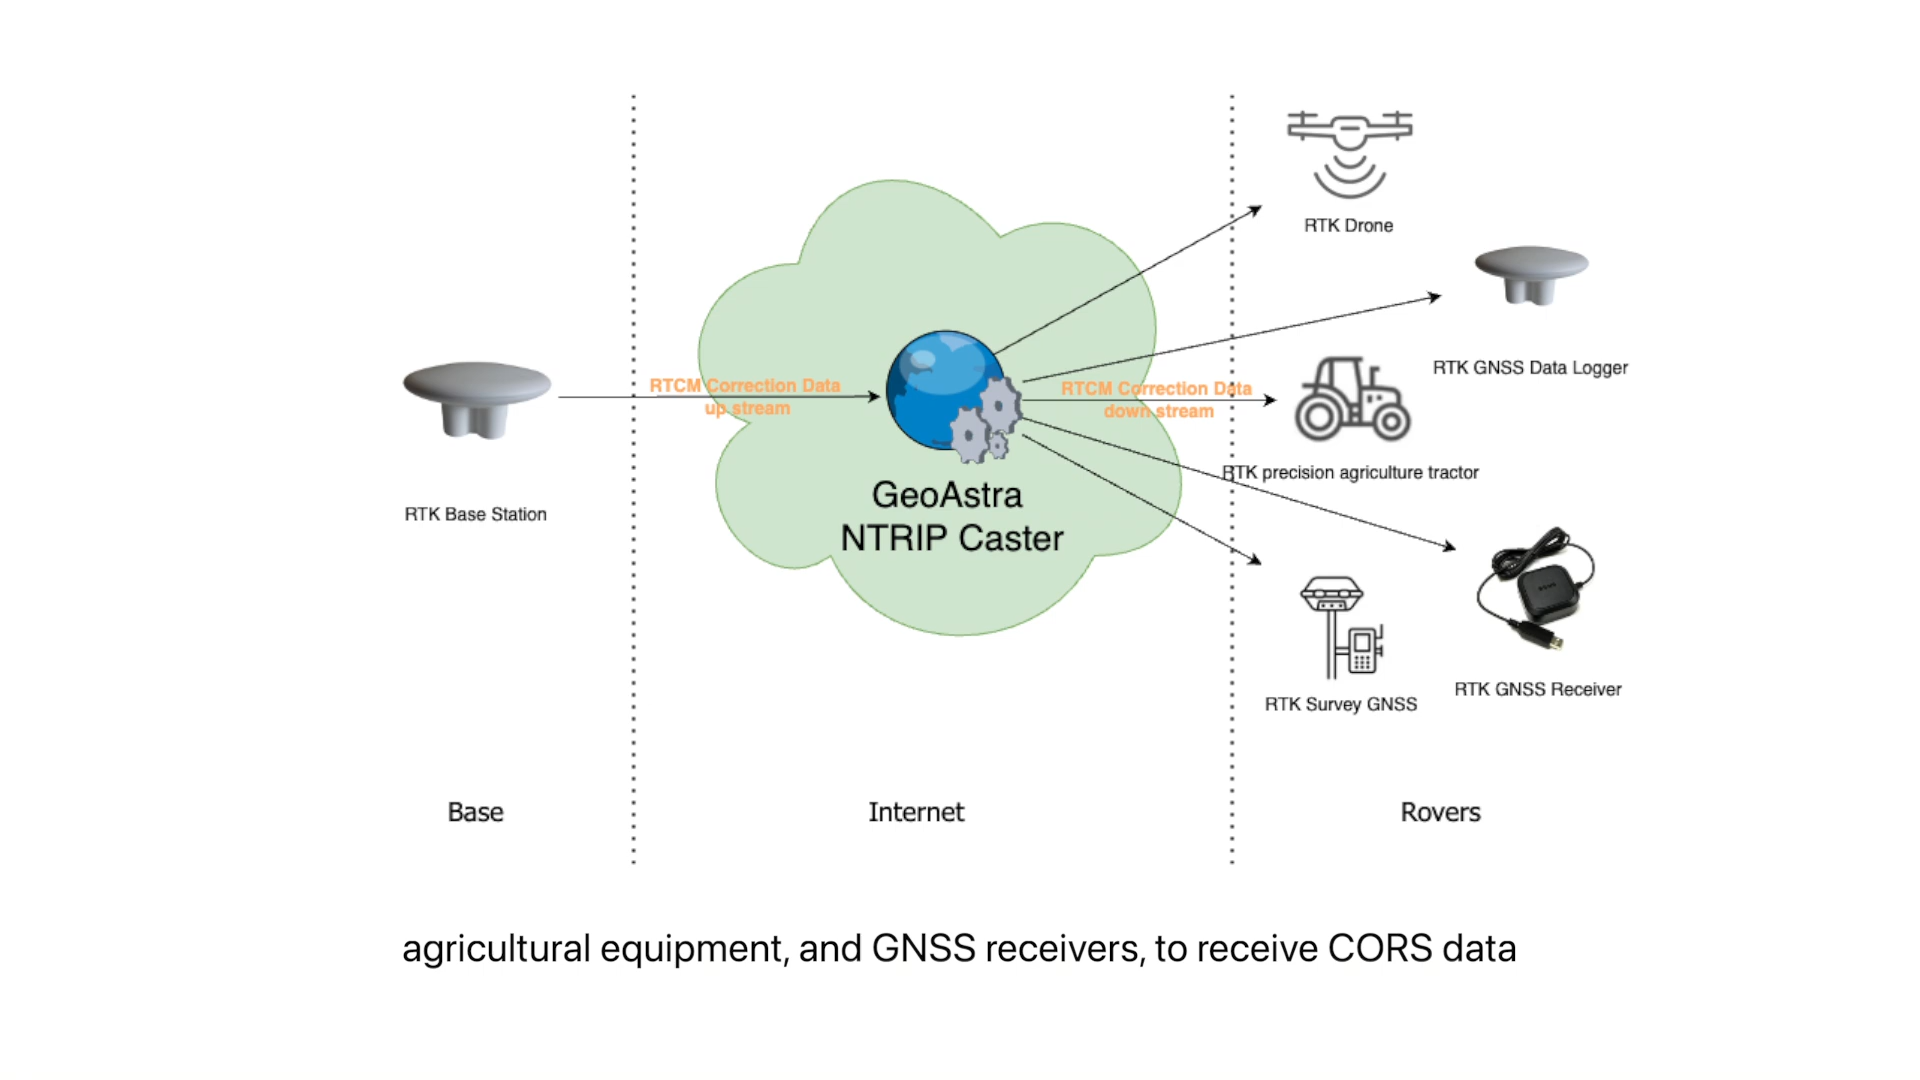 RTK Drone
RTK GNSS Data Logger
RTCM Correction Data
up stream
RTCM Correction Data
down stream
RTK precision agriculture tractor
GeoAstra
NTRIP Caster
RTK Base Station
RTK GNSS Receiver
RTK Survey GNSS
Base
Internet
Rovers
agricultural equipment, and GNSS receivers, to receive CORS data